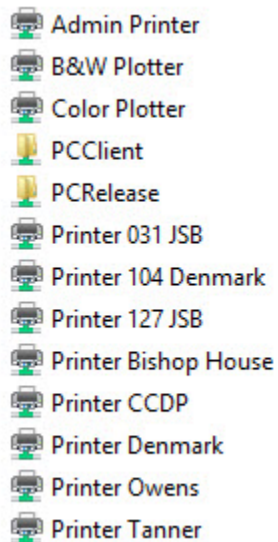 Admin Printer
B&W Plotter
Color Plotter
PCClient
PCRelease
Printer 031 JSB
Printer 104 Denmark
Printer 127 JSB
Printer Bishop House
Printer CCDP
Printer Denmark
Printer Owens
Printer Tanner